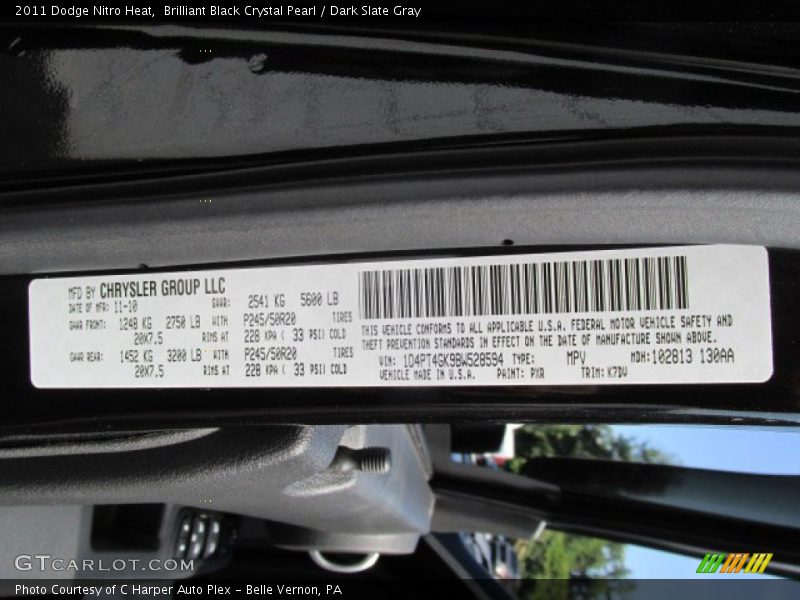 2011 Dodge Nitro Heat,  Brilliant Black Crystal Pearl / Dark Slate Gray
MFD BY CHRYSLER GROUP LLC
DATE OF MFR: 11-10 GVWR: 2541 KG 5600 LB
GAWR FRONT: 1248 KG 2750 LB WITH P245/50R20 TIRES
20X7.5 RIMS AT 228 KPA ( 33 PSI) COLD
GAWR REAR: 1452 KG 3200 LB WITH P245/50R20 TIRES
20X7.5 RIMS AT 228 KPA ( 33 PSI) COLD
THIS VEHICLE CONFORMS TO ALL APPLICABLE U.S.A. FEDERAL MOTOR VEHICLE SAFETY AND
THEFT PREVENTION STANDARDS IN EFFECT ON THE DATE OF MANUFACTURE SHOWN ABOVE.
VIN: 1D4PT4GK9BW528594 TYPE: MPV MDH: 102813 130AA
VEHICLE MADE IN U.S.A. PAINT: PXR TRIM: K7DV
GTCARLOT.COM
Photo Courtesy of C Harper Auto Plex - Belle Vernon, PA